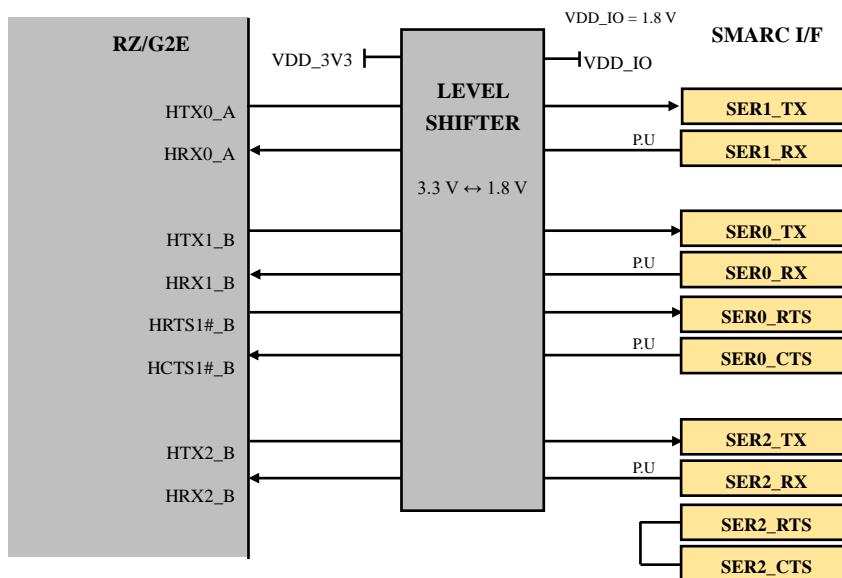 VDD_IO = 1.8 V
RZ/G2E
SMARC I/F
VDD_3V3
VDD_IO
LEVEL
SHIFTER
3.3 V ↔ 1.8 V
HTX0_A
SER1_TX
HRX0_A
P.U
SER1_RX
HTX1_B
SER0_TX
HRX1_B
P.U
SER0_RX
HRTS1#_B
SER0_RTS
HCTS1#_B
P.U
SER0_CTS
HTX2_B
SER2_TX
HRX2_B
P.U
SER2_RX
SER2_RTS
SER2_CTS